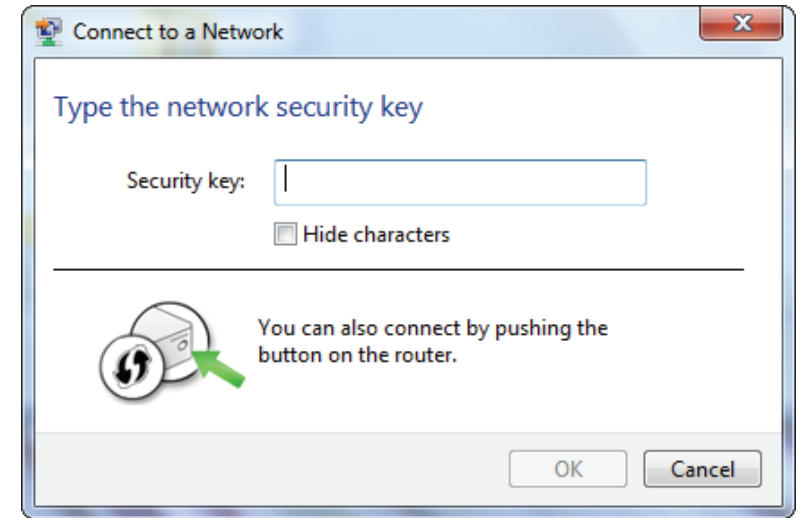 Connect to a Network
Type the network security key
Security key:
Hide characters
You can also connect by pushing the
button on the router.
OK
Cancel